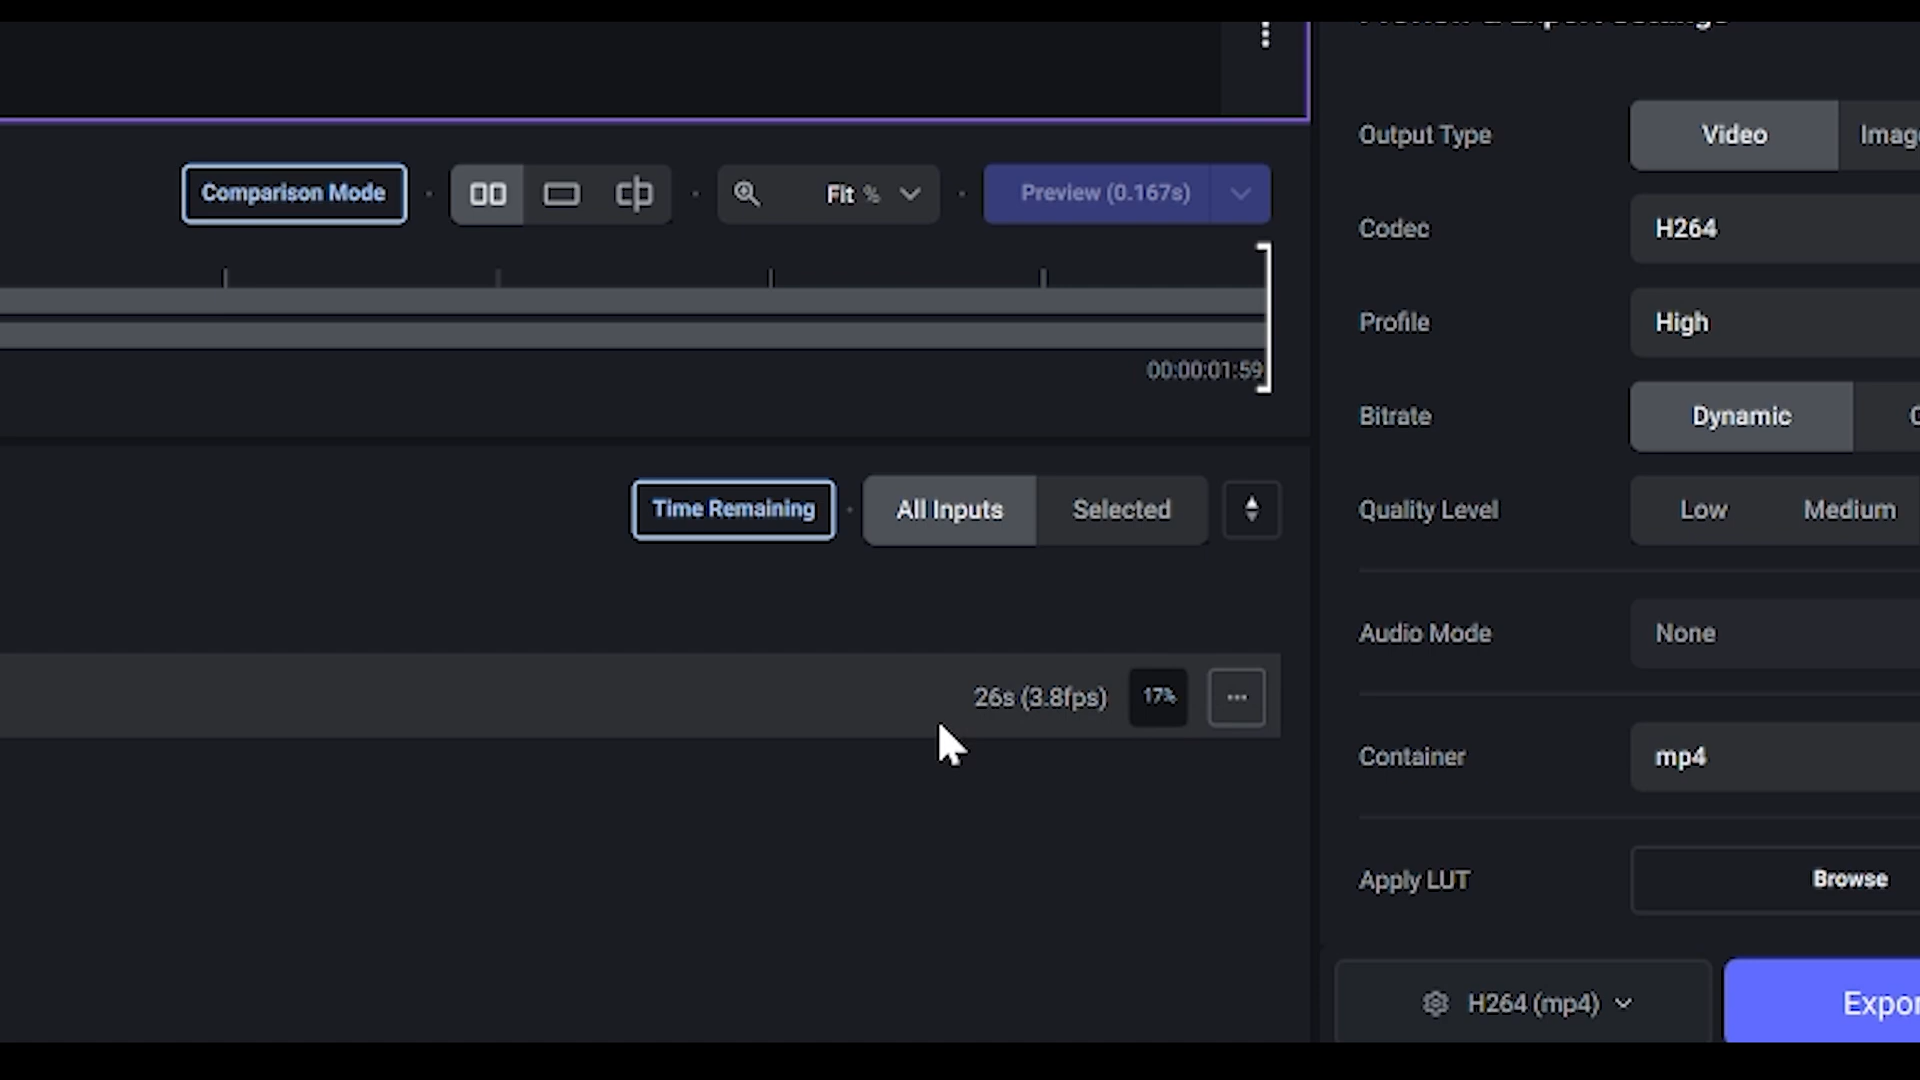 Output Type
Video
Comparison Mode
Fit %
Preview (0.167s)
Codec
H264
Profile
High
00:00:01:59
Bitrate
Dynamic
Time Remaining
All Inputs
Selected
Quality Level
Low
Medium
Audio Mode
None
26s (3.8fps)
17%
Container
mp4
Apply LUT
Browse
H264 (mp4)